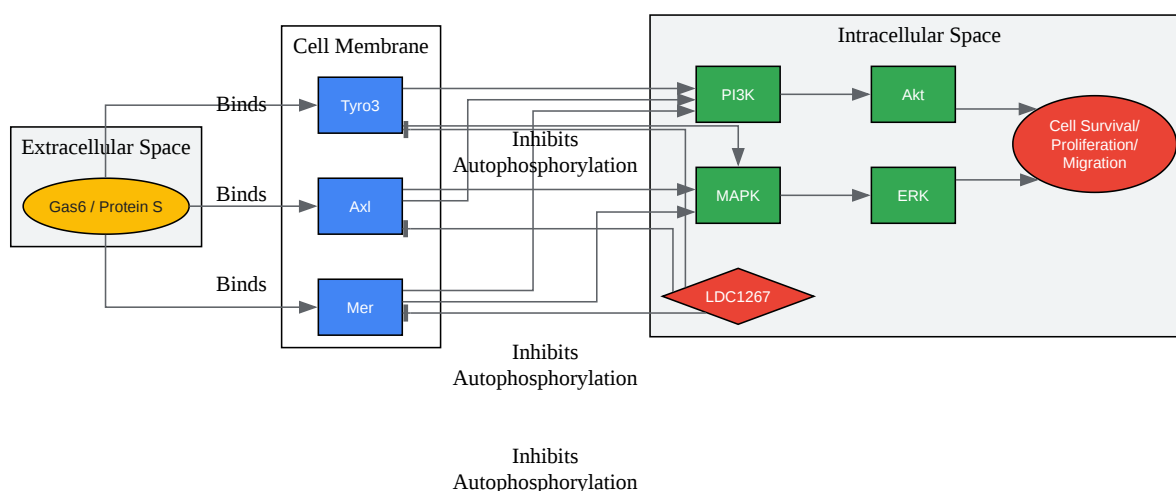 Cell Membrane
Intracellular Space
Extracellular Space
Binds
Tyro3
PI3K
Akt
Cell Survival/
Proliferation/
Migration
Inhibits
Autophosphorylation
Gas6 / Protein S
Binds
Axl
MAPK
ERK
Binds
Mer
LDC1267
Inhibits
Autophosphorylation
Inhibits
Autophosphorylation